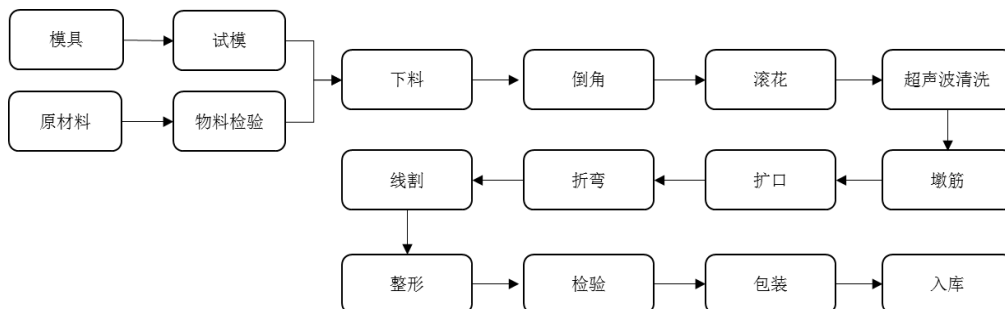 模具
试模
原材料
物料检验
下料
倒角
滚花
超声波清洗
墩筋
扩口
折弯
线割
整形
检验
包装
入库